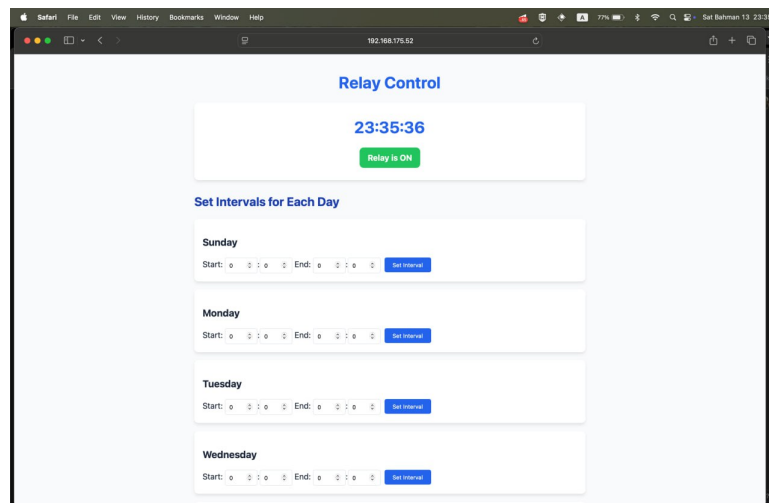 Safari File Edit View History Bookmarks Window Help 77% Sat Bahman 13 23:35
192.168.175.52
Relay Control
23:35:36
Relay is ON
Set Intervals for Each Day
Sunday
Start: 0 : 0 End: 0 : 0 Set Interval
Monday
Start: 0 : 0 End: 0 : 0 Set Interval
Tuesday
Start: 0 : 0 End: 0 : 0 Set Interval
Wednesday
Start: 0 : 0 End: 0 : 0 Set Interval